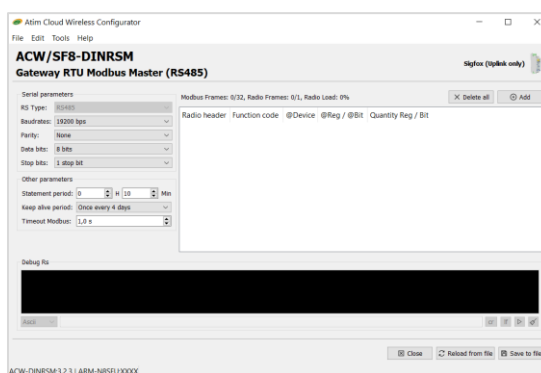 Atim Cloud Wireless Configurator
File Edit Tools Help
ACW/SF8-DINRSM
Gateway RTU Modbus Master (RS485)
Sigfox (Uplink only)
Serial parameters
RS Type: RS485
Baudrates: 19200 bps
Parity: None
Data bits: 8 bits
Stop bits: 1 stop bit
Modbus Frames: 0/32, Radio Frames: 0/1, Radio Load: 0%
Delete all
Add
Radio header Function code @Device @Reg / @Bit Quantity Reg / Bit
Other parameters
Statement period: 0 H 10 Min
Keep alive period: Once every 4 days
Timeout Modbus: 1,0 s
Debug Rx
Ascii
Close Reload from file Save to file
ACW-DINRSM:3.2.3 | ARM-N8SFU:XXXX